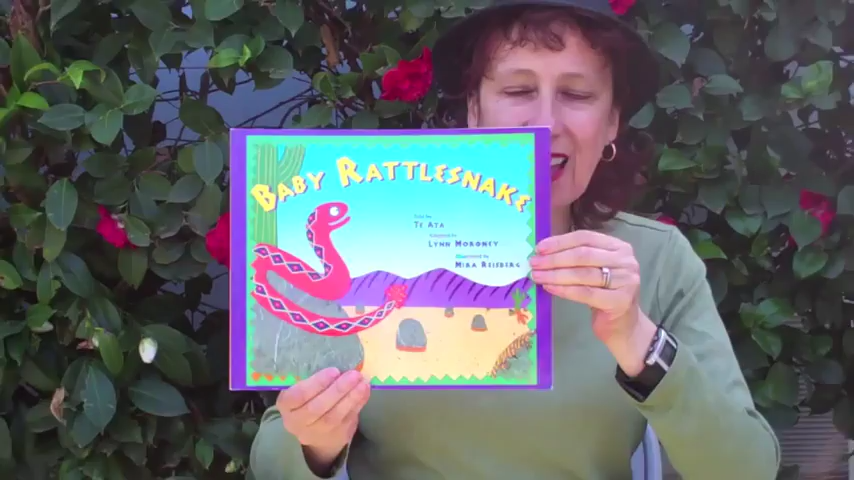 BABY RATTLESNAKE
Told by
TE ATA
Adapted by
LYNN MORONEY
Illustrated by
MIRA REISBERG